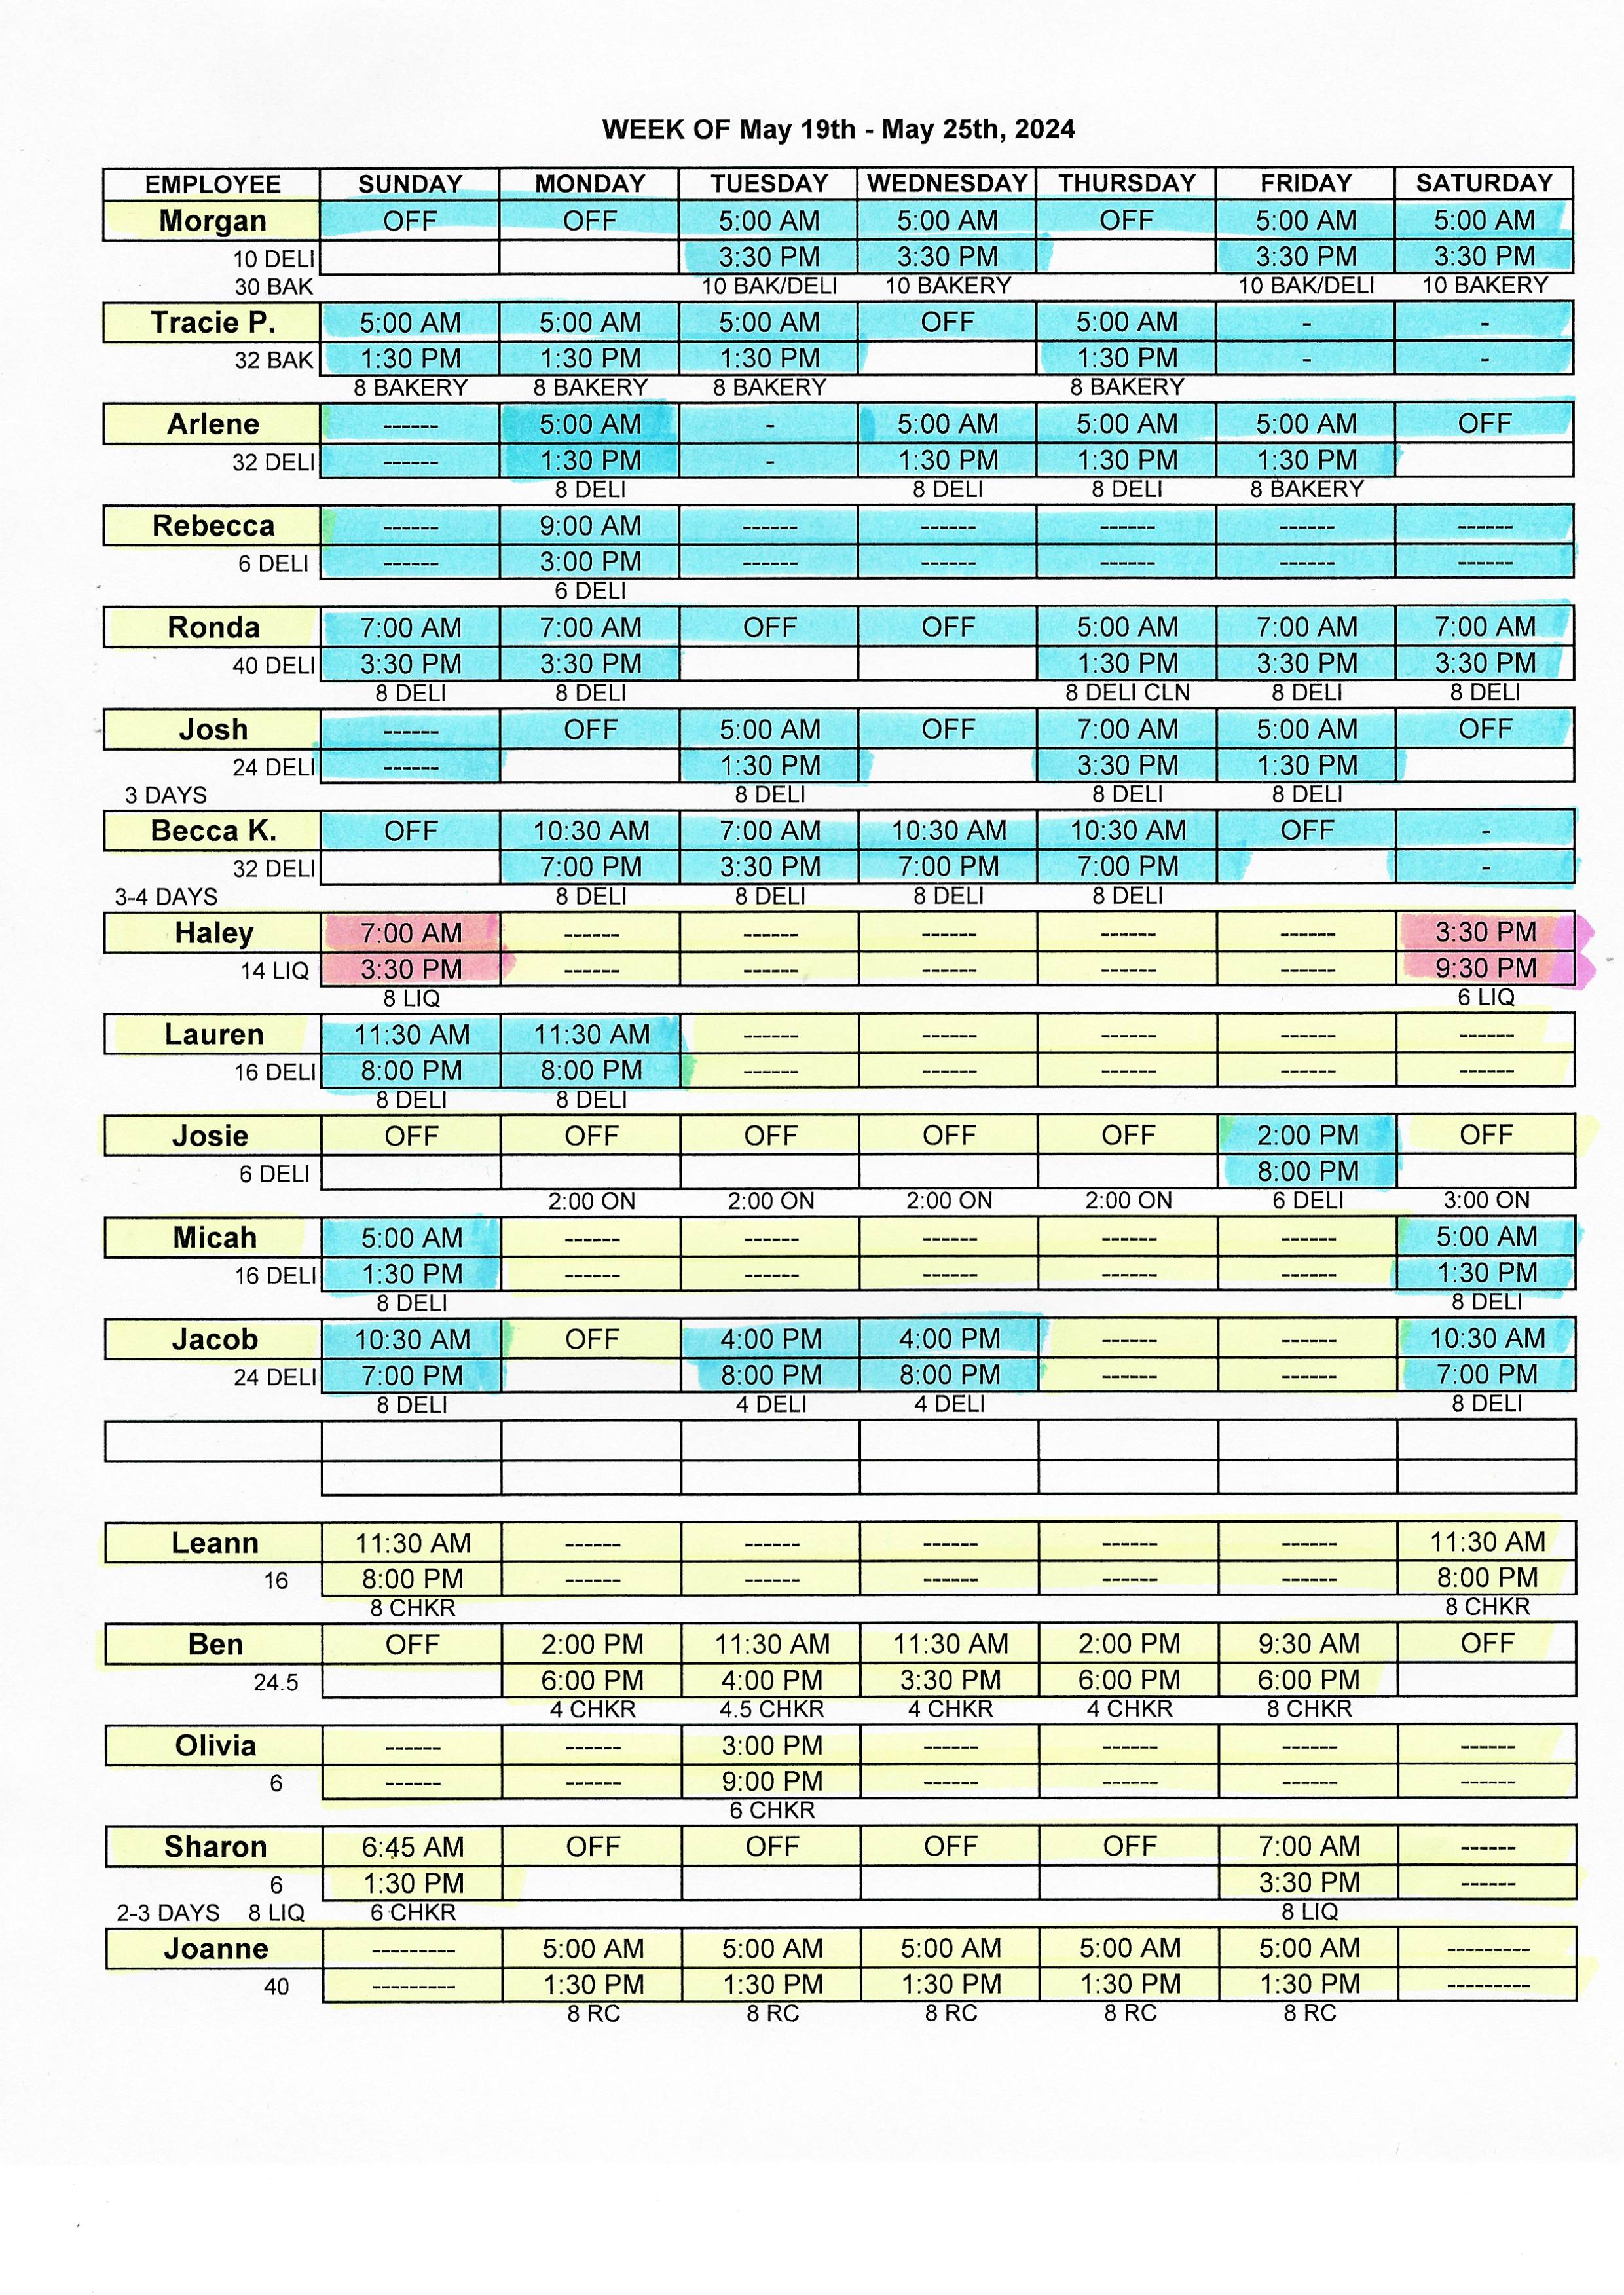 WEEK OF May 19th - May 25th, 2024
EMPLOYEE SUNDAY MONDAY TUESDAY WEDNESDAY THURSDAY FRIDAY SATURDAY
Morgan OFF OFF 5:00 AM 5:00 AM OFF 5:00 AM 5:00 AM
10 DELI 3:30 PM 3:30 PM 3:30 PM 3:30 PM
30 BAK 10 BAK/DELI 10 BAKERY 10 BAK/DELI 10 BAKERY
Tracie P. 5:00 AM 5:00 AM 5:00 AM OFF 5:00 AM - -
32 BAK 1:30 PM 1:30 PM 1:30 PM 1:30 PM - -
8 BAKERY 8 BAKERY 8 BAKERY 8 BAKERY
Arlene ------ 5:00 AM - 5:00 AM 5:00 AM 5:00 AM OFF
32 DELI ------ 1:30 PM - 1:30 PM 1:30 PM 1:30 PM
8 DELI 8 DELI 8 DELI 8 BAKERY
Rebecca ------ 9:00 AM ------ ------ ------ ------ ------
6 DELI ------ 3:00 PM ------ ------ ------ ------ ------
6 DELI
Ronda 7:00 AM 7:00 AM OFF OFF 5:00 AM 7:00 AM 7:00 AM
40 DELI 3:30 PM 3:30 PM 1:30 PM 3:30 PM 3:30 PM
8 DELI 8 DELI 8 DELI CLN 8 DELI 8 DELI
Josh ------ OFF 5:00 AM OFF 7:00 AM 5:00 AM OFF
24 DELI ------ 1:30 PM 3:30 PM 1:30 PM
3 DAYS 8 DELI 8 DELI 8 DELI
Becca K. OFF 10:30 AM 7:00 AM 10:30 AM 10:30 AM OFF -
32 DELI 7:00 PM 3:30 PM 7:00 PM 7:00 PM -
3-4 DAYS 8 DELI 8 DELI 8 DELI 8 DELI
Haley 7:00 AM ------ ------ ------ ------ ------ 3:30 PM
14 LIQ 3:30 PM ------ ------ ------ ------ ------ 9:30 PM
8 LIQ 6 LIQ
Lauren 11:30 AM 11:30 AM ------ ------ ------ ------ ------
16 DELI 8:00 PM 8:00 PM ------ ------ ------ ------ ------
8 DELI 8 DELI
Josie OFF OFF OFF OFF OFF 2:00 PM OFF
6 DELI 8:00 PM
2:00 ON 2:00 ON 2:00 ON 2:00 ON 6 DELI 3:00 ON
Micah 5:00 AM ------ ------ ------ ------ ------ 5:00 AM
16 DELI 1:30 PM ------ ------ ------ ------ ------ 1:30 PM
8 DELI 8 DELI
Jacob 10:30 AM OFF 4:00 PM 4:00 PM ------ ------ 10:30 AM
24 DELI 7:00 PM 8:00 PM 8:00 PM ------ ------ 7:00 PM
8 DELI 4 DELI 4 DELI 8 DELI
Leann 11:30 AM ------ ------ ------ ------ ------ 11:30 AM
16 8:00 PM ------ ------ ------ ------ ------ 8:00 PM
8 CHKR 8 CHKR
Ben OFF 2:00 PM 11:30 AM 11:30 AM 2:00 PM 9:30 AM OFF
24.5 6:00 PM 4:00 PM 3:30 PM 6:00 PM 6:00 PM
4 CHKR 4.5 CHKR 4 CHKR 4 CHKR 8 CHKR
Olivia ------ ------ 3:00 PM ------ ------ ------ ------
6 ------ ------ 9:00 PM ------ ------ ------ ------
6 CHKR
Sharon 6:45 AM OFF OFF OFF OFF 7:00 AM ------
6 1:30 PM 3:30 PM ------
2-3 DAYS 8 LIQ 6 CHKR 8 LIQ
Joanne --------- 5:00 AM 5:00 AM 5:00 AM 5:00 AM 5:00 AM ---------
40 --------- 1:30 PM 1:30 PM 1:30 PM 1:30 PM 1:30 PM ---------
8 RC 8 RC 8 RC 8 RC 8 RC